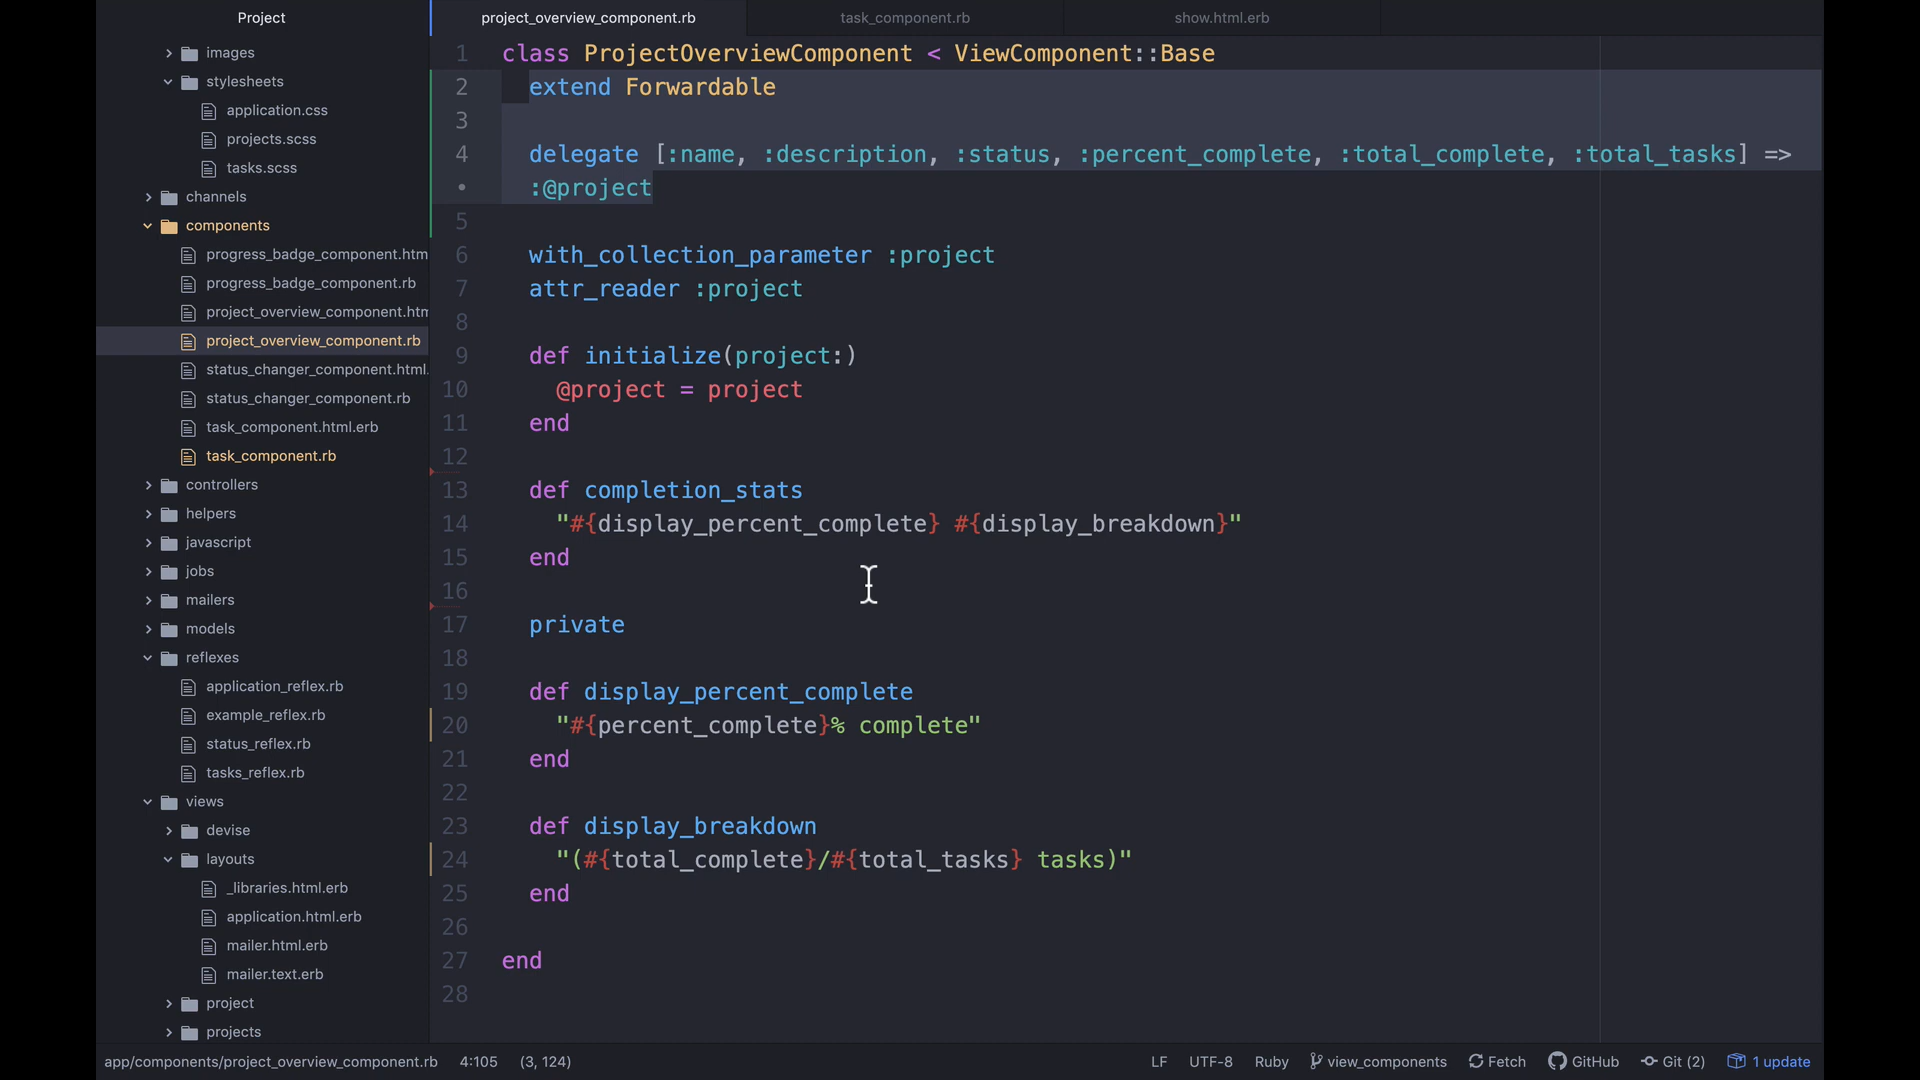 Project
images
stylesheets
application.css
projects.scss
tasks.scss
channels
components
progress_badge_component.htm
progress_badge_component.rb
project_overview_component.htm
project_overview_component.rb
status_changer_component.html.
status_changer_component.rb
task_component.html.erb
task_component.rb
controllers
helpers
javascript
jobs
mailers
models
reflexes
application_reflex.rb
example_reflex.rb
status_reflex.rb
tasks_reflex.rb
views
devise
layouts
_libraries.html.erb
application.html.erb
mailer.html.erb
mailer.text.erb
project
projects
project_overview_component.rb task_component.rb show.html.erb
1 class ProjectOverviewComponent < ViewComponent::Base
2   extend Forwardable
3
4   delegate [:name, :description, :status, :percent_complete, :total_complete, :total_tasks] =>
•   :@project
5
6   with_collection_parameter :project
7   attr_reader :project
8
9   def initialize(project:)
10     @project = project
11   end
12
13   def completion_stats
14     "#{display_percent_complete} #{display_breakdown}"
15   end
16
17   private
18
19   def display_percent_complete
20     "#{percent_complete}% complete"
21   end
22
23   def display_breakdown
24     "(#{total_complete}/#{total_tasks} tasks)"
25   end
26
27 end
28
app/components/project_overview_component.rb 4:105 (3, 124) LF UTF-8 Ruby view_components Fetch GitHub Git (2) 1 update